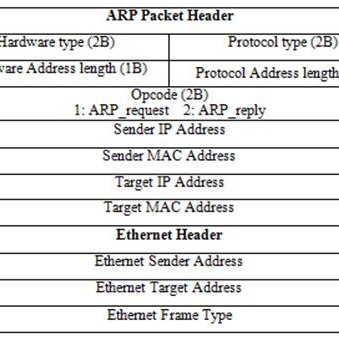 ARP Packet Header
Hardware type (2B) Protocol type (2B)
ware Address length (1B) Protocol Address length
Opcode (2B)
1: ARP_request 2: ARP_reply
Sender IP Address
Sender MAC Address
Target IP Address
Target MAC Address
Ethernet Header
Ethernet Sender Address
Ethernet Target Address
Ethernet Frame Type